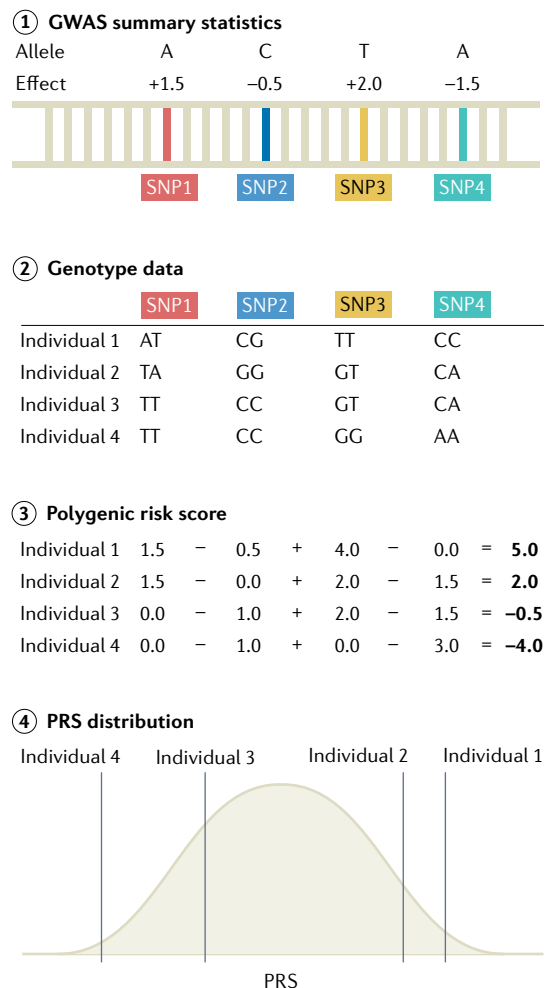 ① GWAS summary statistics
Allele A C T A
Effect +1.5 –0.5 +2.0 –1.5
SNP1 SNP2 SNP3 SNP4
② Genotype data
SNP1 SNP2 SNP3 SNP4
Individual 1 AT CG TT CC
Individual 2 TA GG GT CA
Individual 3 TT CC GT CA
Individual 4 TT CC GG AA
③ Polygenic risk score
Individual 1 1.5 – 0.5 + 4.0 – 0.0 = 5.0
Individual 2 1.5 – 0.0 + 2.0 – 1.5 = 2.0
Individual 3 0.0 – 1.0 + 2.0 – 1.5 = –0.5
Individual 4 0.0 – 1.0 + 0.0 – 3.0 = –4.0
④ PRS distribution
Individual 4 Individual 3 Individual 2 Individual 1
PRS